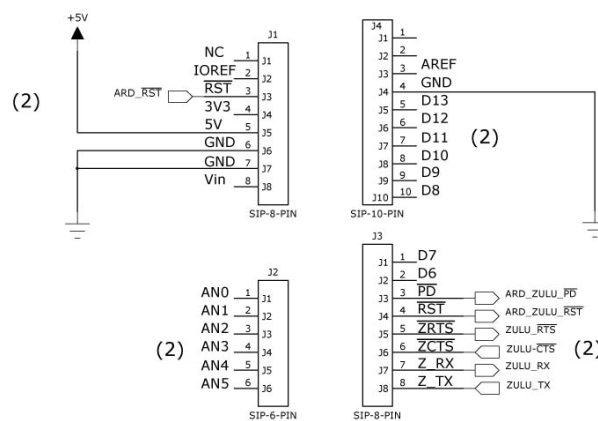 +5V
J1
NC 1 J1
IOREF 2 J2
ARD_RST RST 3 J3
3V3 4 J4
5V 5 J5
GND 6 J6
GND 7 J7
Vin 8 J8
SIP-8-PIN
(2)
J4
J1 1
J2 2
J3 3 AREF
J4 4 GND
J5 5 D13
J6 6 D12
J7 7 D11
J8 8 D10
J9 9 D9
J10 10 D8
SIP-10-PIN
(2)
J2
AN0 1 J1
AN1 2 J2
AN2 3 J3
AN3 4 J4
AN4 5 J5
AN5 6 J6
SIP-6-PIN
(2)
J3
J1 1 D7
J2 2 D6
J3 3 PD ARD_ZULU_PD
J4 4 RST ARD_ZULU_RST
J5 5 ZRTS ZULU_RTS
J6 6 ZCTS ZULU-CTS
J7 7 Z_RX ZULU_RX
J8 8 Z_TX ZULU_TX
SIP-8-PIN
(2)